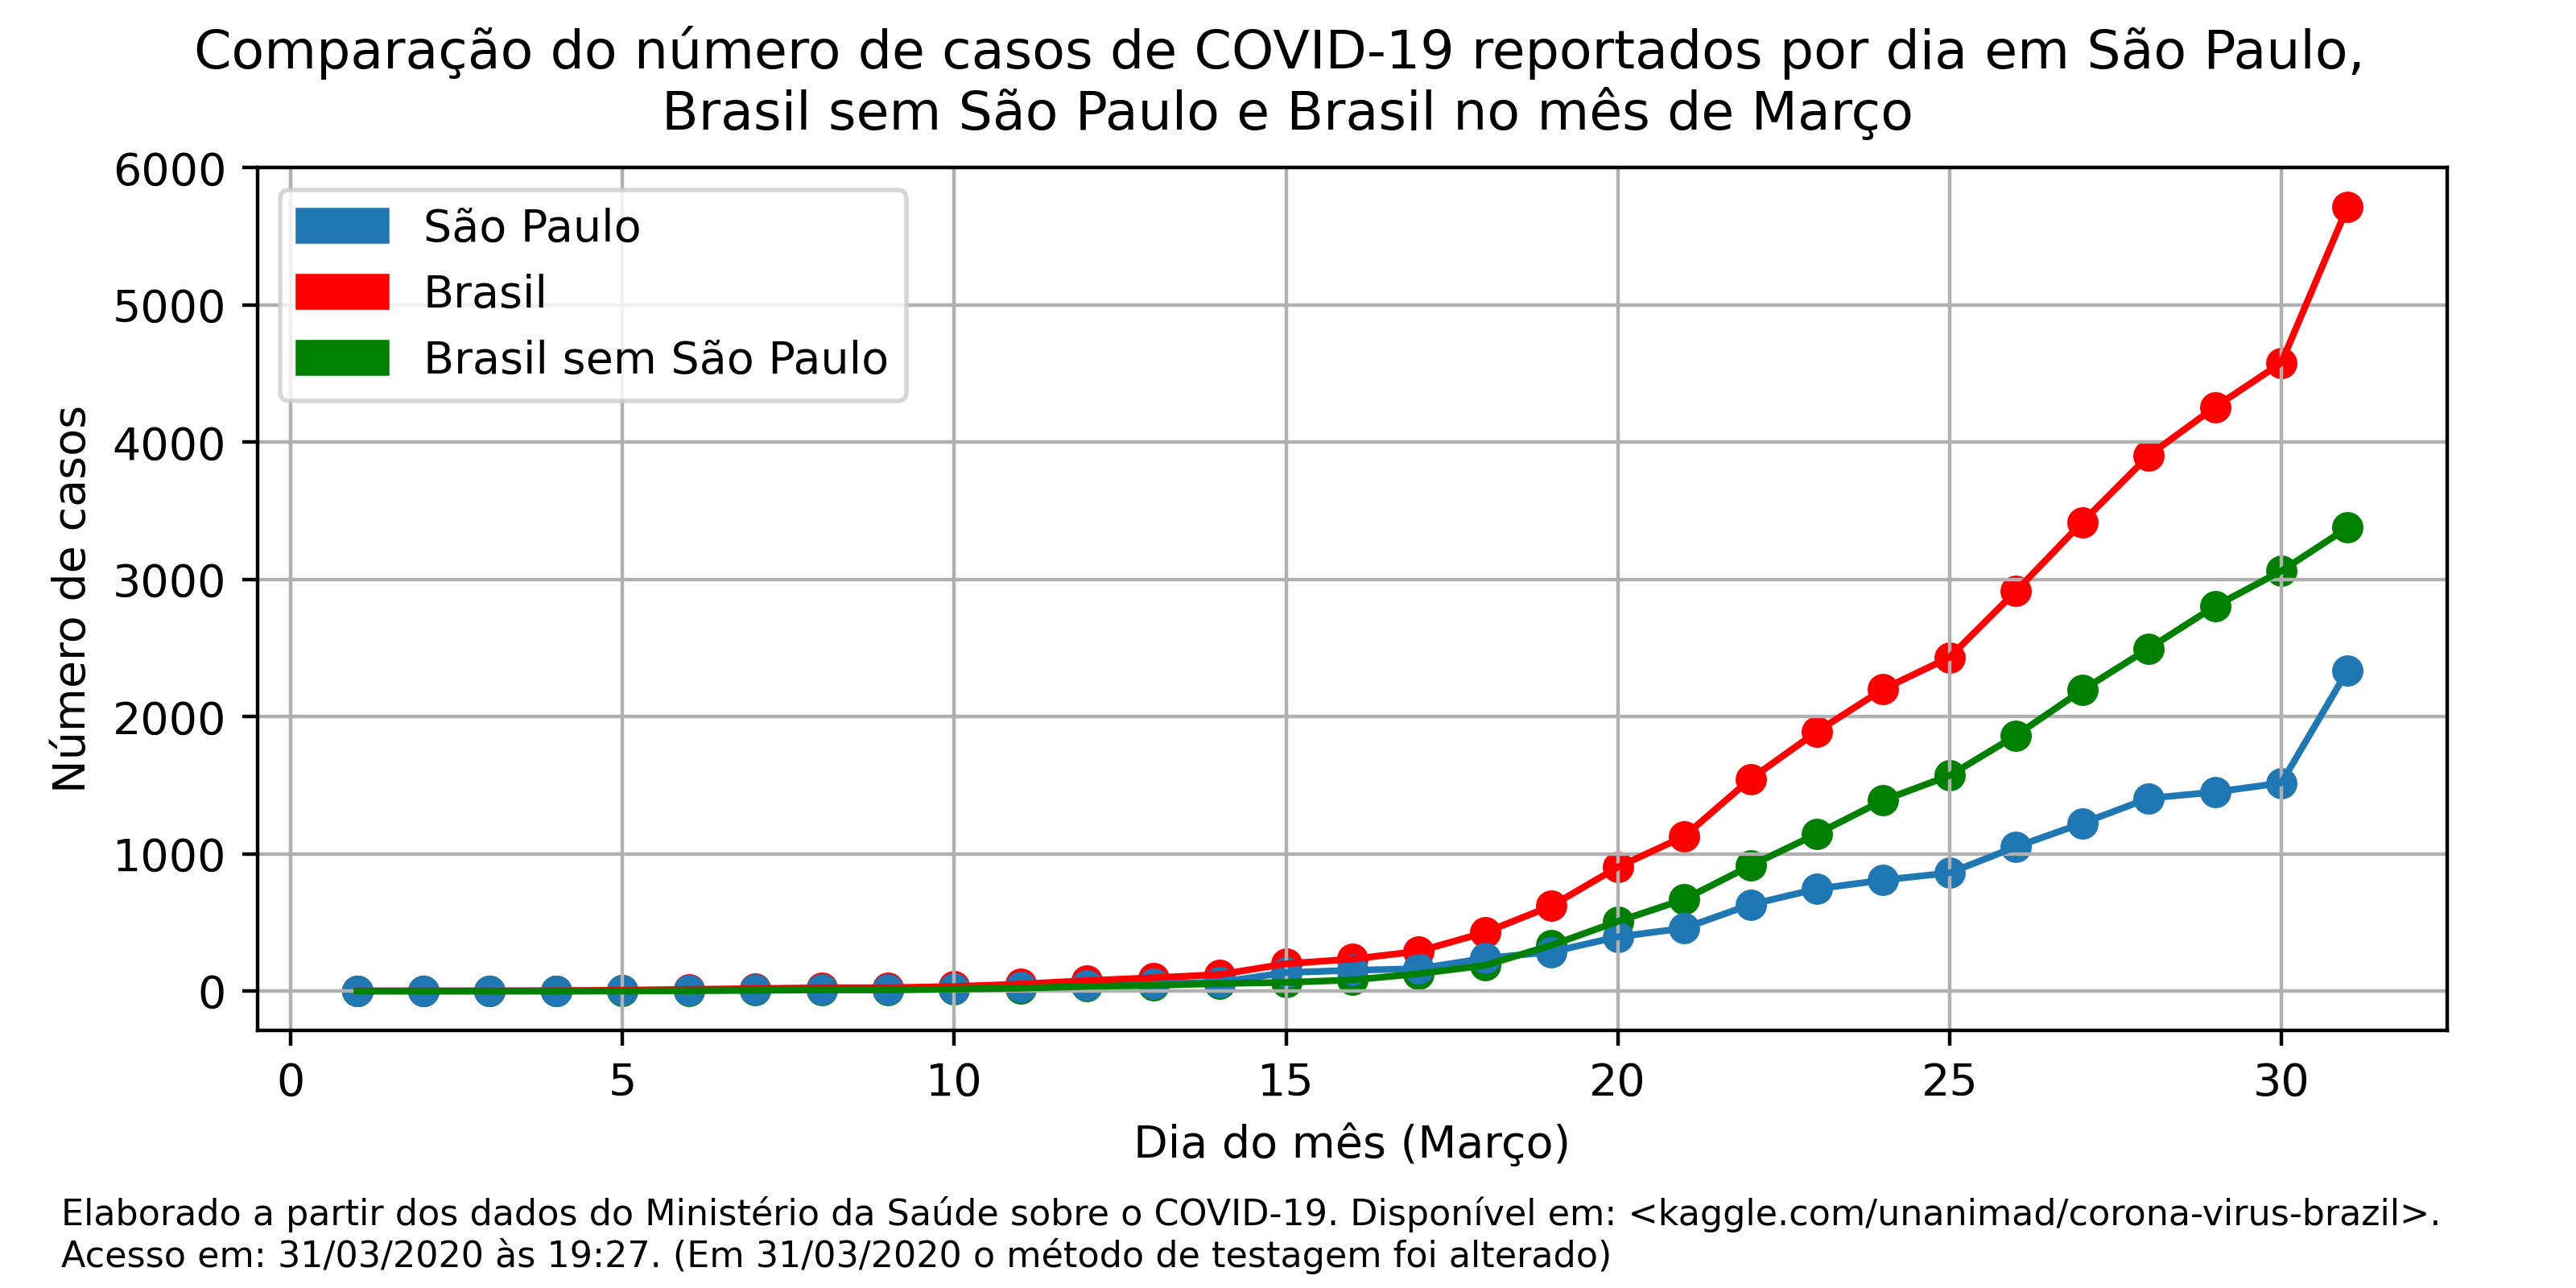 Comparação do número de casos de COVID-19 reportados por dia em São Paulo,
Brasil sem São Paulo e Brasil no mês de Março
6000
5000
4000
3000
2000
1000
0
Número de casos
São Paulo
Brasil
Brasil sem São Paulo
0 5 10 15 20 25 30
Dia do mês (Março)
Elaborado a partir dos dados do Ministério da Saúde sobre o COVID-19. Disponível em: <kaggle.com/unanimad/corona-virus-brazil>.
Acesso em: 31/03/2020 às 19:27. (Em 31/03/2020 o método de testagem foi alterado)